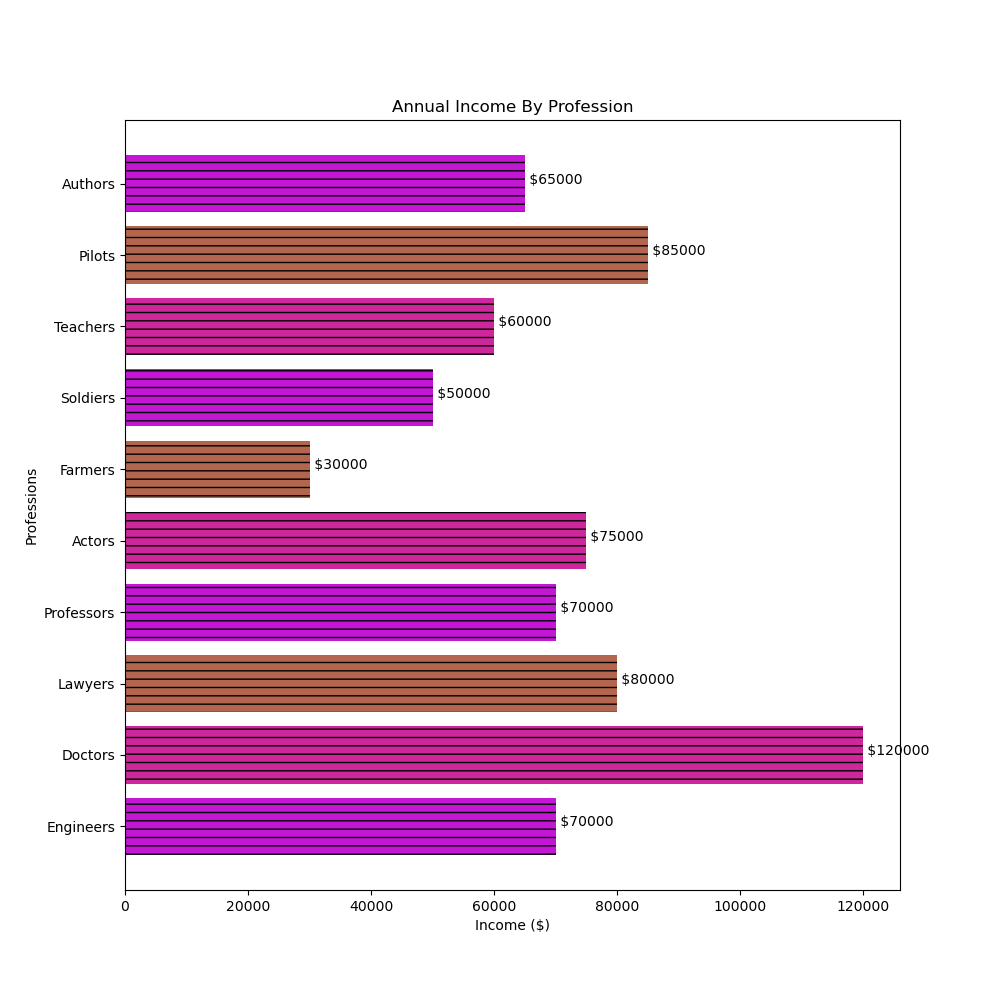 Annual Income By Profession
Authors $65000
Pilots $85000
Teachers $60000
Soldiers $50000
Farmers $30000
Actors $75000
Professors $70000
Lawyers $80000
Doctors $120000
Engineers $70000
Professions
0 20000 40000 60000 80000 100000 120000
Income ($)